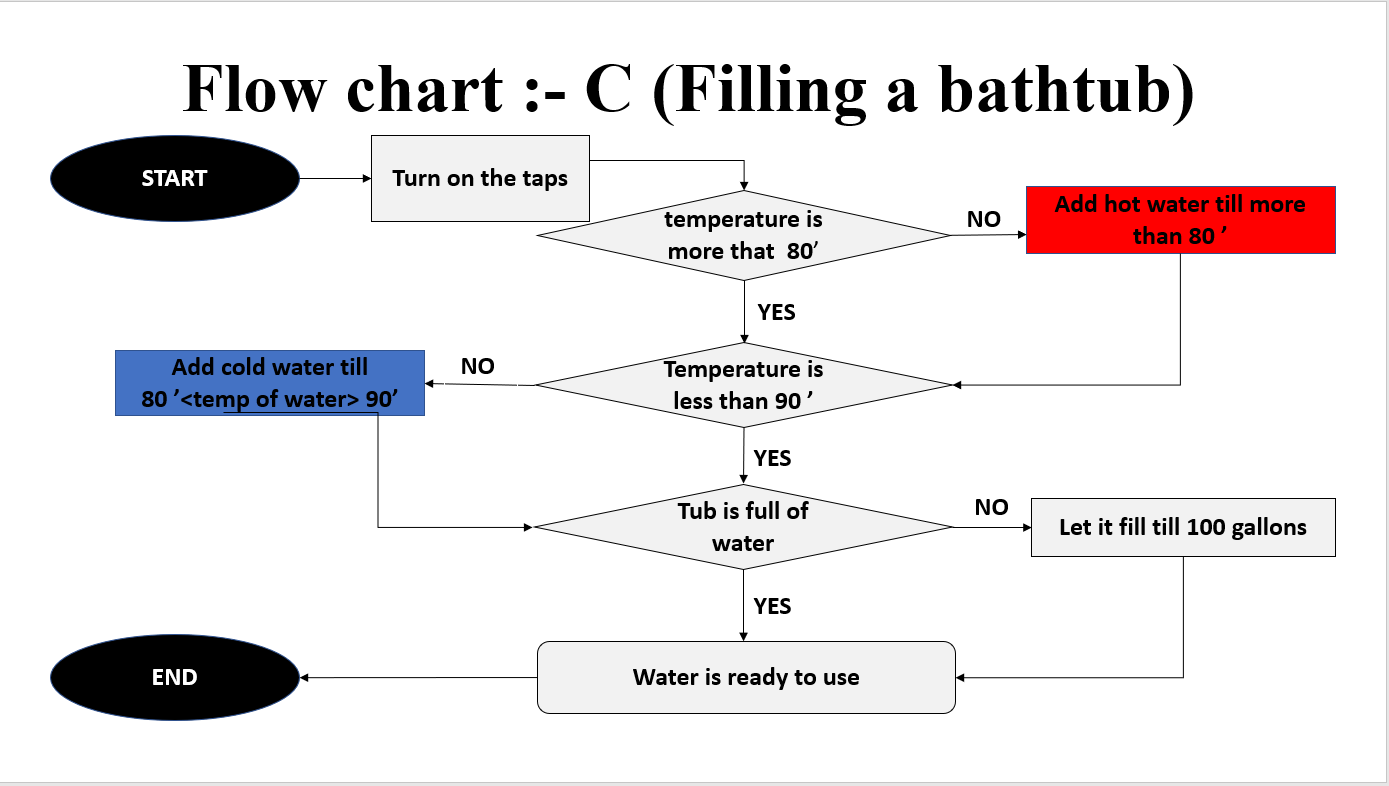 Flow chart :- C (Filling a bathtub)
START
Turn on the taps
temperature is
more that 80’
NO
Add hot water till more
than 80 ’
YES
Add cold water till
80 ’<temp of water> 90’
NO
Temperature is
less than 90 ’
YES
Tub is full of
water
NO
Let it fill till 100 gallons
YES
END
Water is ready to use